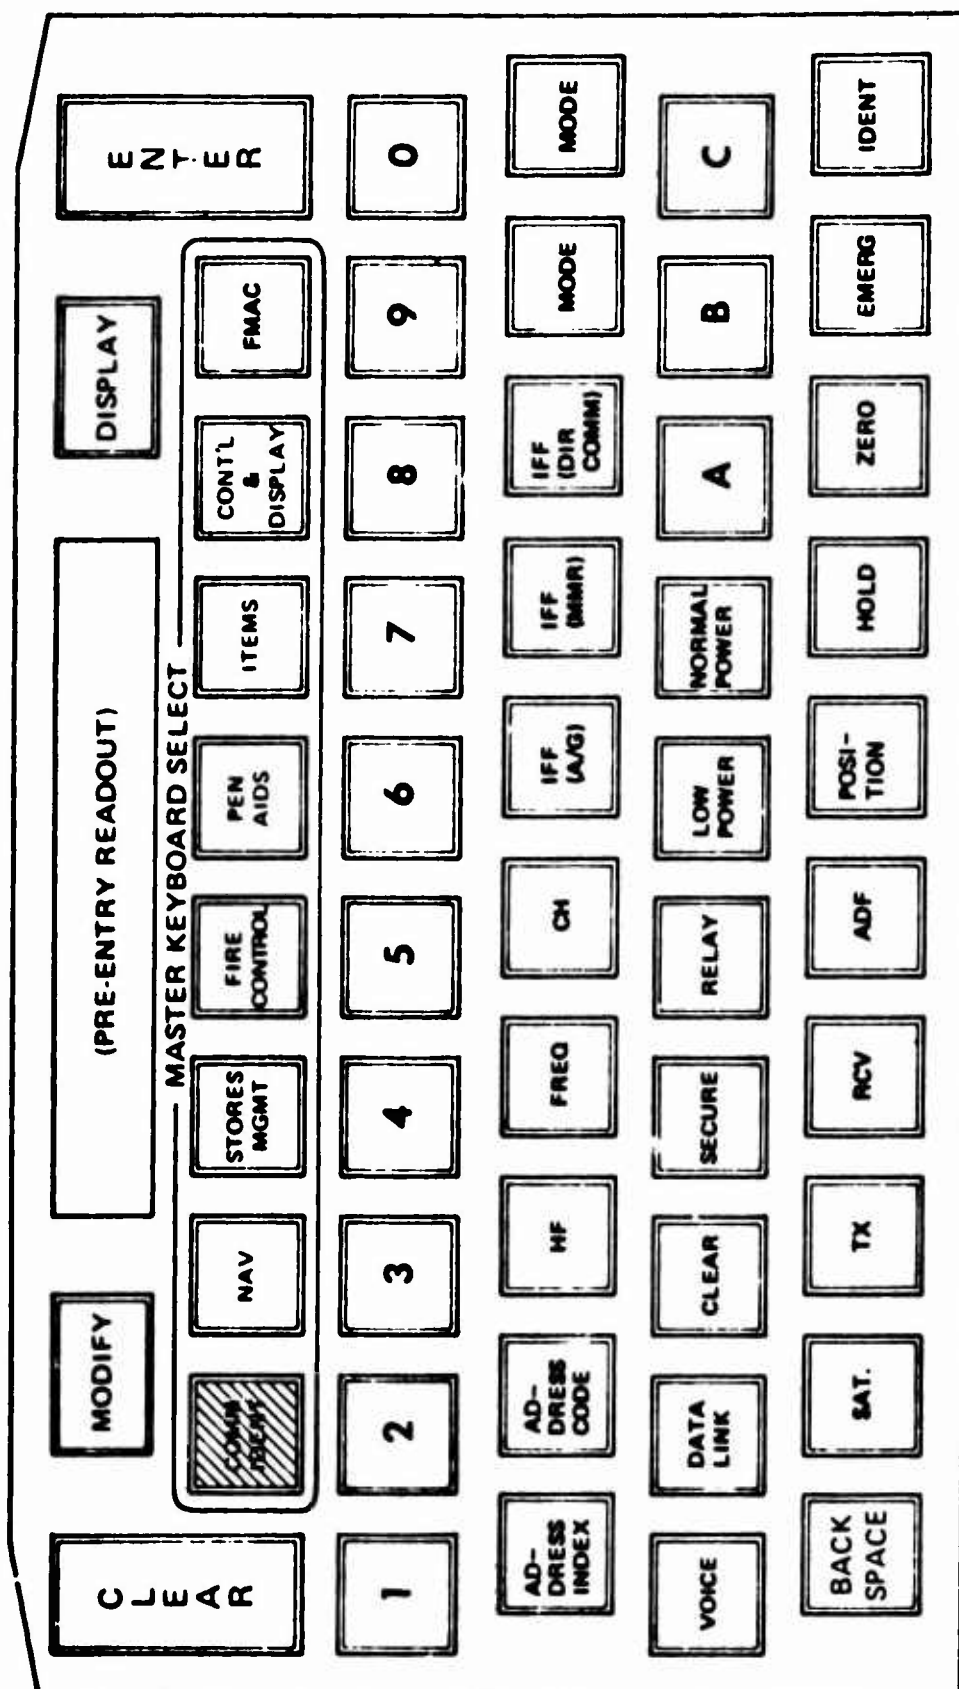 CLEAR
MODIFY
(PRE-ENTRY READOUT)
DISPLAY
ENTER
MASTER KEYBOARD SELECT
COMM
IDENT
NAV
STORES
MGMT
FIRE
CONTROL
PEN
AIDS
ITEMS
CONT'L
&
DISPLAY
FMAC
1
2
3
4
5
6
7
8
9
0
AD-
DRESS
INDEX
AD-
DRESS
CODE
HF
FREQ
CH
IFF
(A/G)
IFF
(MMR)
IFF
(DIR
COMM)
MODE
MODE
VOICE
DATA
LINK
CLEAR
SECURE
RELAY
LOW
POWER
NORMAL
POWER
A
B
C
BACK
SPACE
SAT.
TX
RCV
ADF
POSI-
TION
HOLD
ZERO
EMERG
IDENT